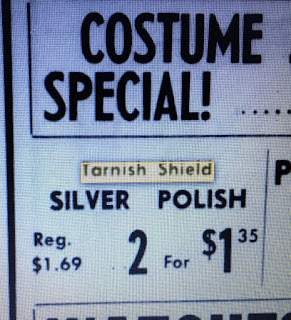 COSTUME
SPECIAL! .....
Tarnish Shield
SILVER POLISH
Reg.
$1.69
2 For $1 35
P